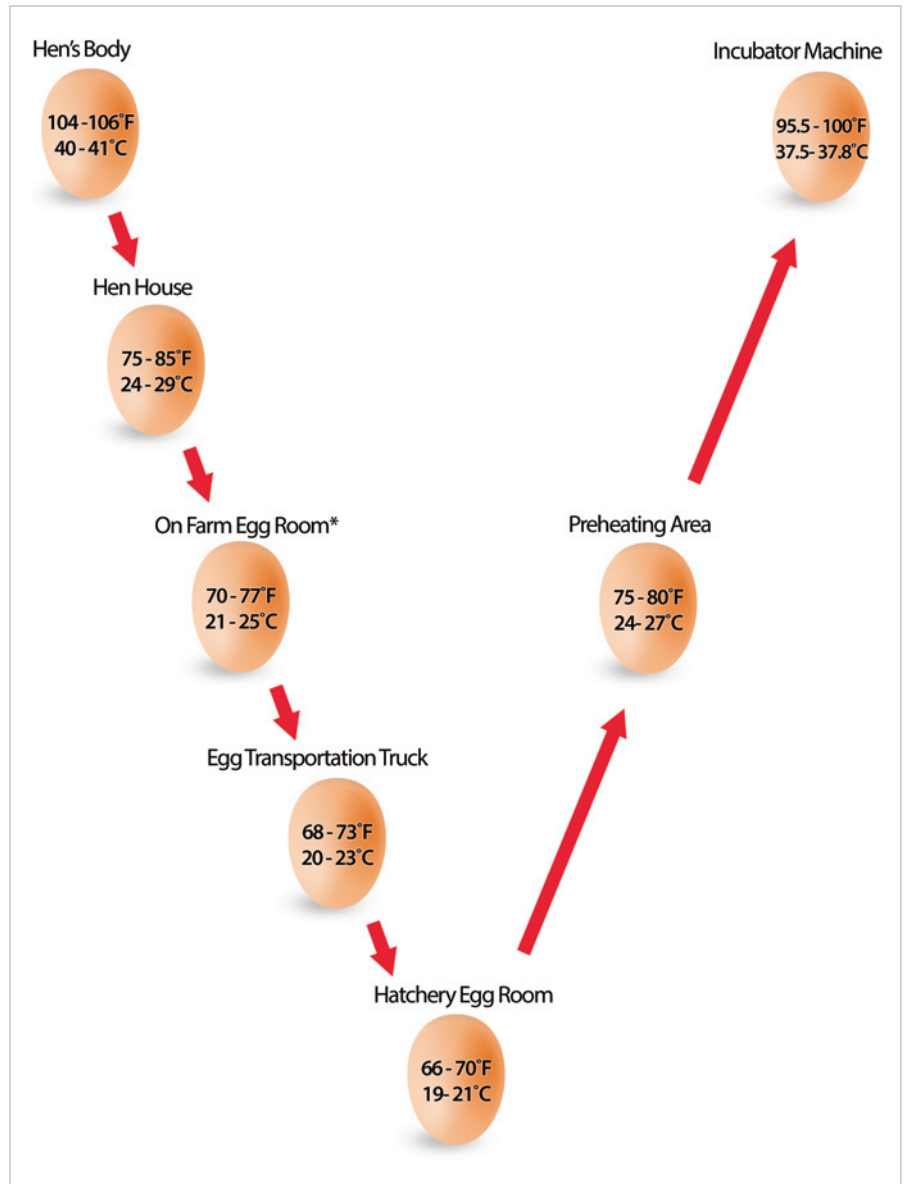 Hen's Body
104 - 106°F
40 - 41°C
Hen House
75 - 85°F
24 - 29°C
On Farm Egg Room*
70 - 77°F
21 - 25°C
Egg Transportation Truck
68 - 73°F
20 - 23°C
Hatchery Egg Room
66 - 70°F
19- 21°C
Preheating Area
75 - 80°F
24- 27°C
Incubator Machine
95.5 - 100°F
37.5- 37.8°C